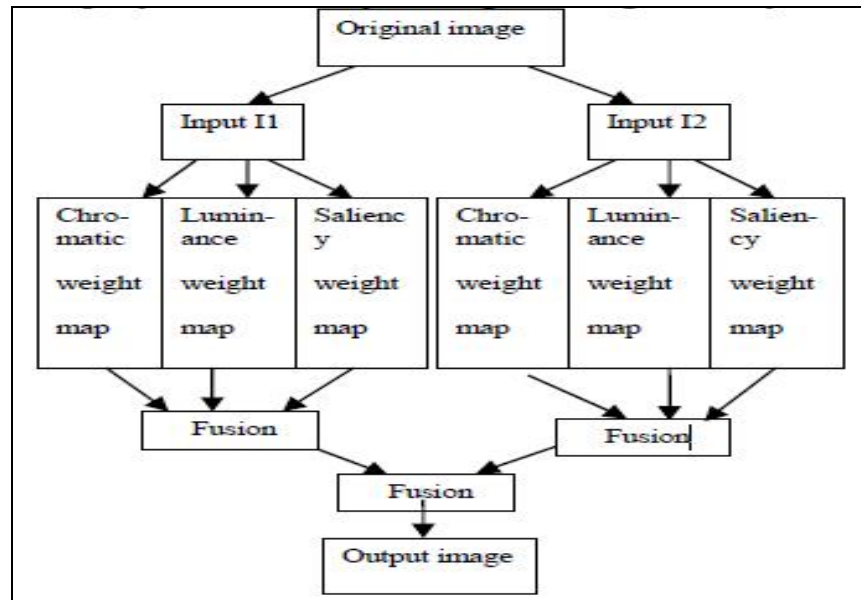 Original image
Input I1
Input I2
Chro-
matic
weight
map
Lumin-
ance
weight
map
Salienc
y
weight
map
Chro-
matic
weight
map
Lumin-
ance
weight
map
Salien-
cy
weight
map
Fusion
Fusion
Fusion
Output image